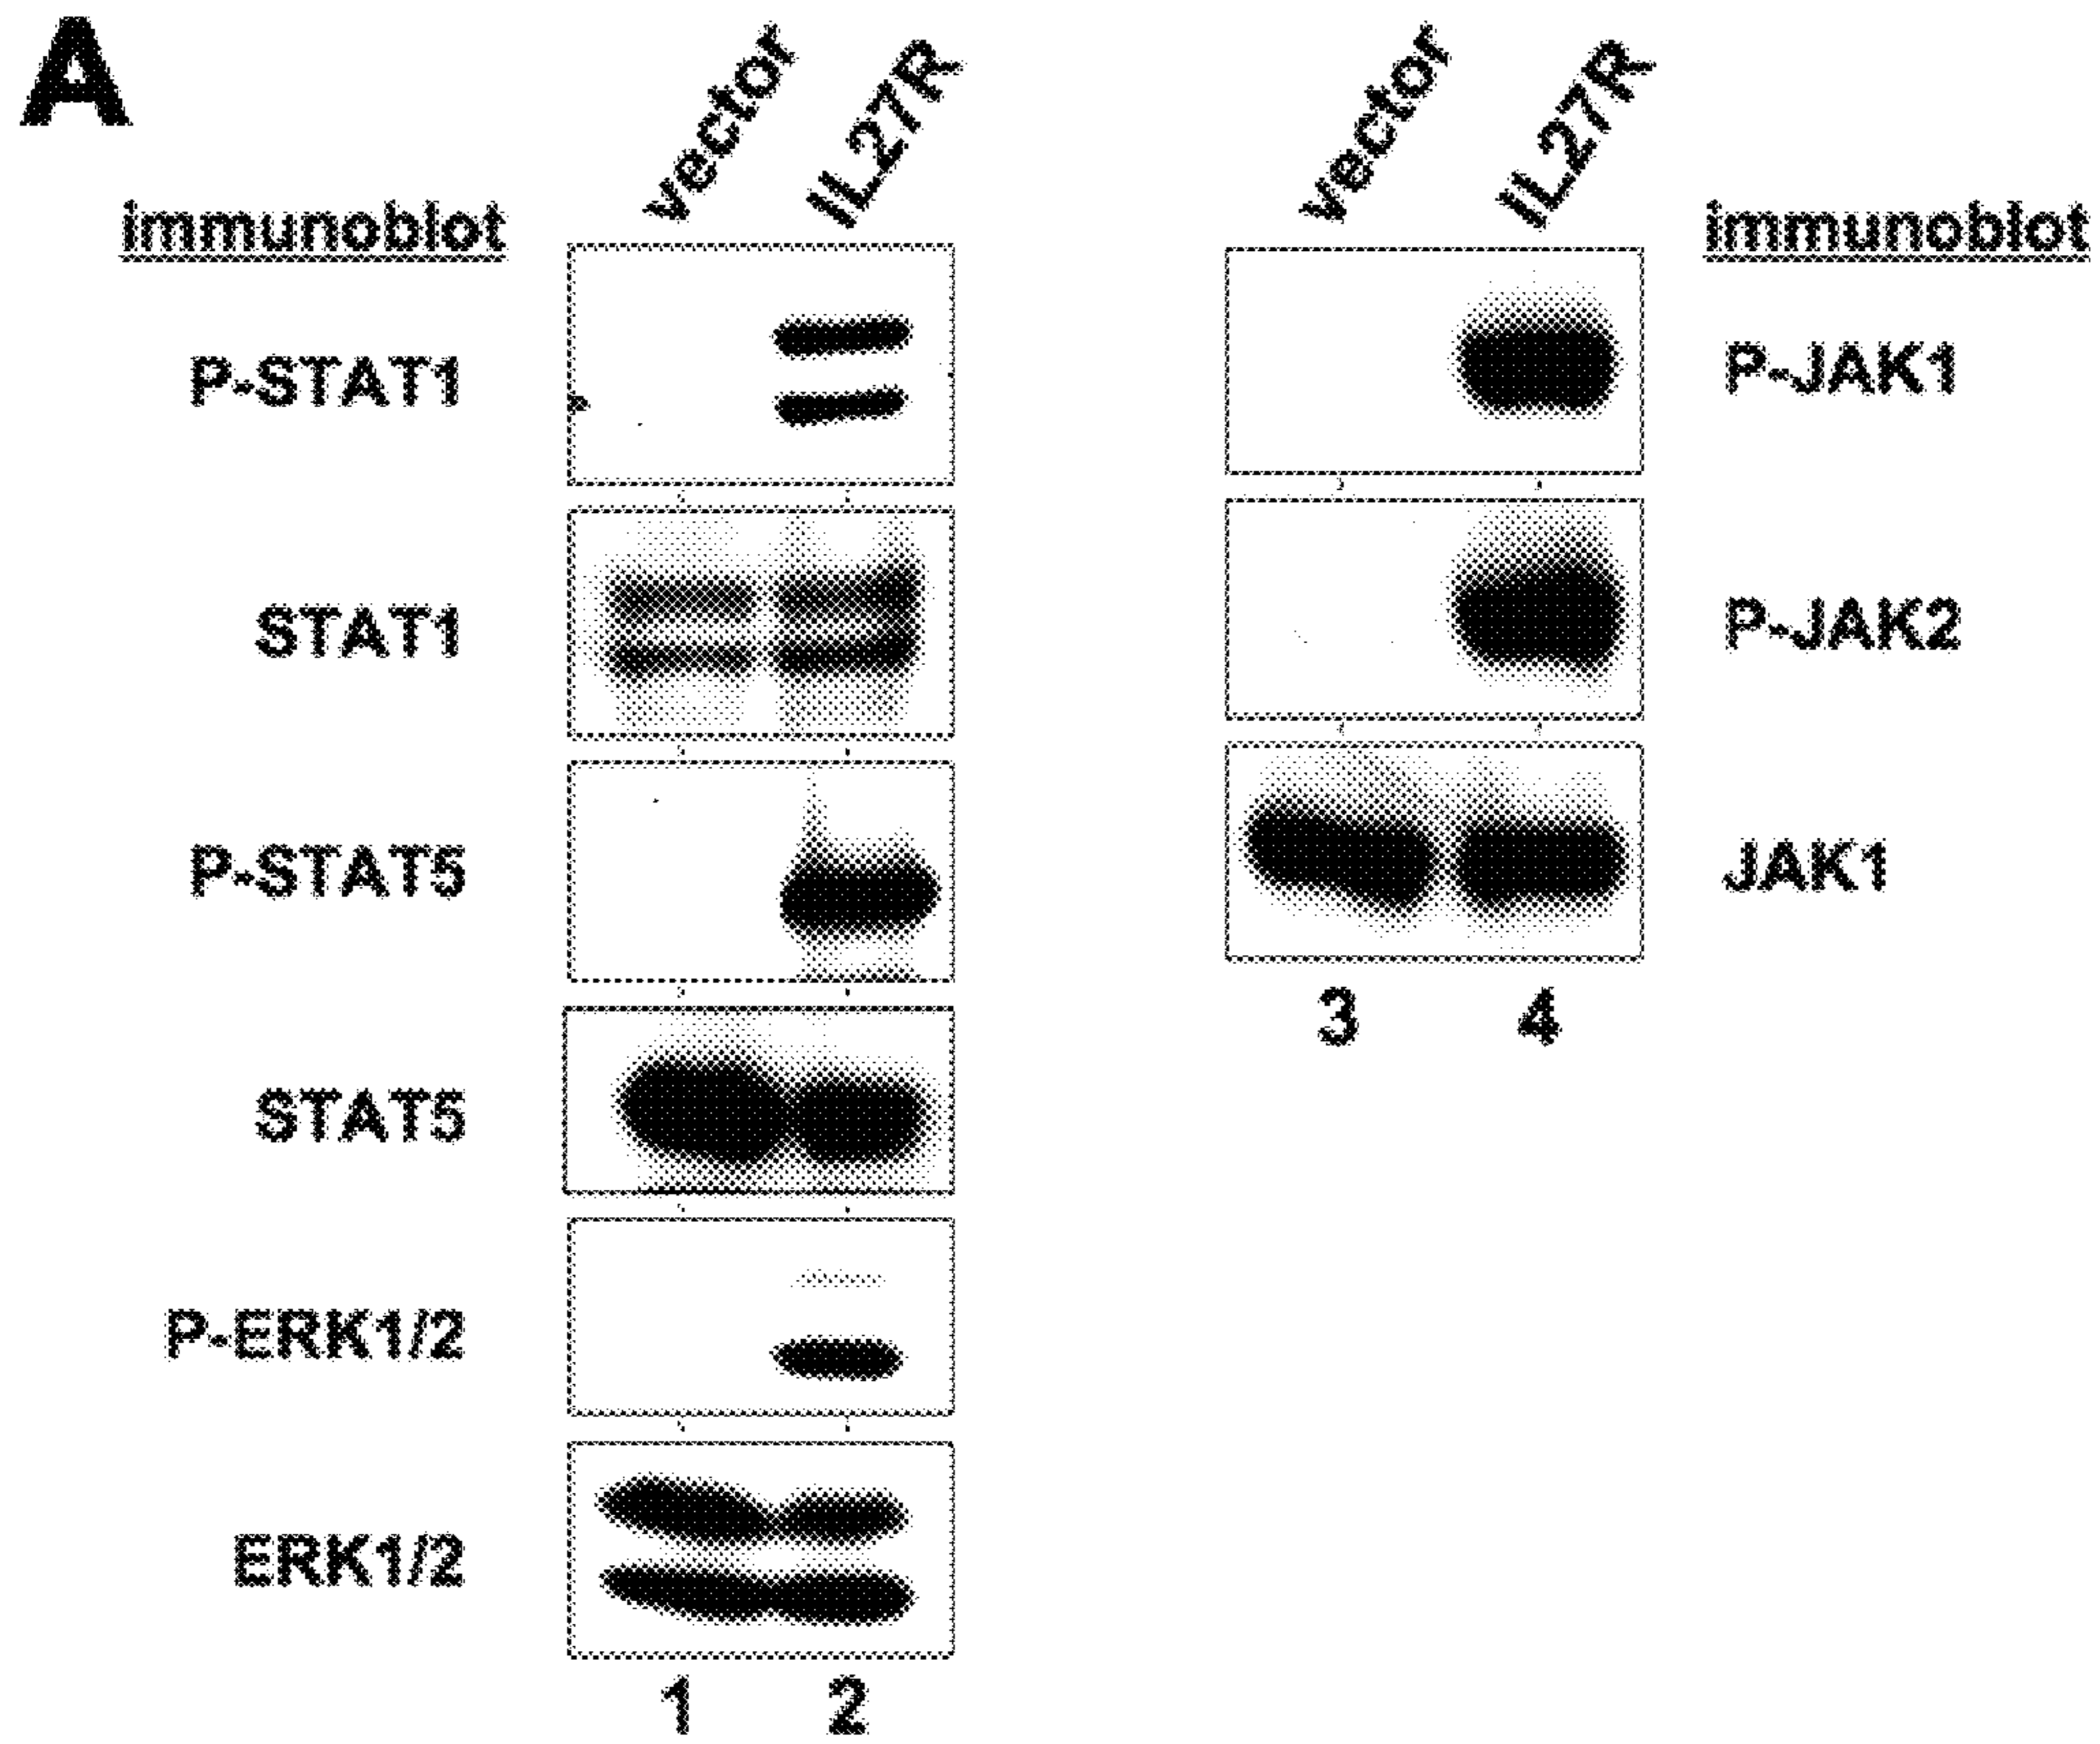 A
vector IL27R
immunoblot
P-STAT1
STAT1
P-STAT5
STAT5
P-ERK1/2
ERK1/2
1 2
vector IL27R
immunoblot
P-JAK1
P-JAK2
JAK1
3 4